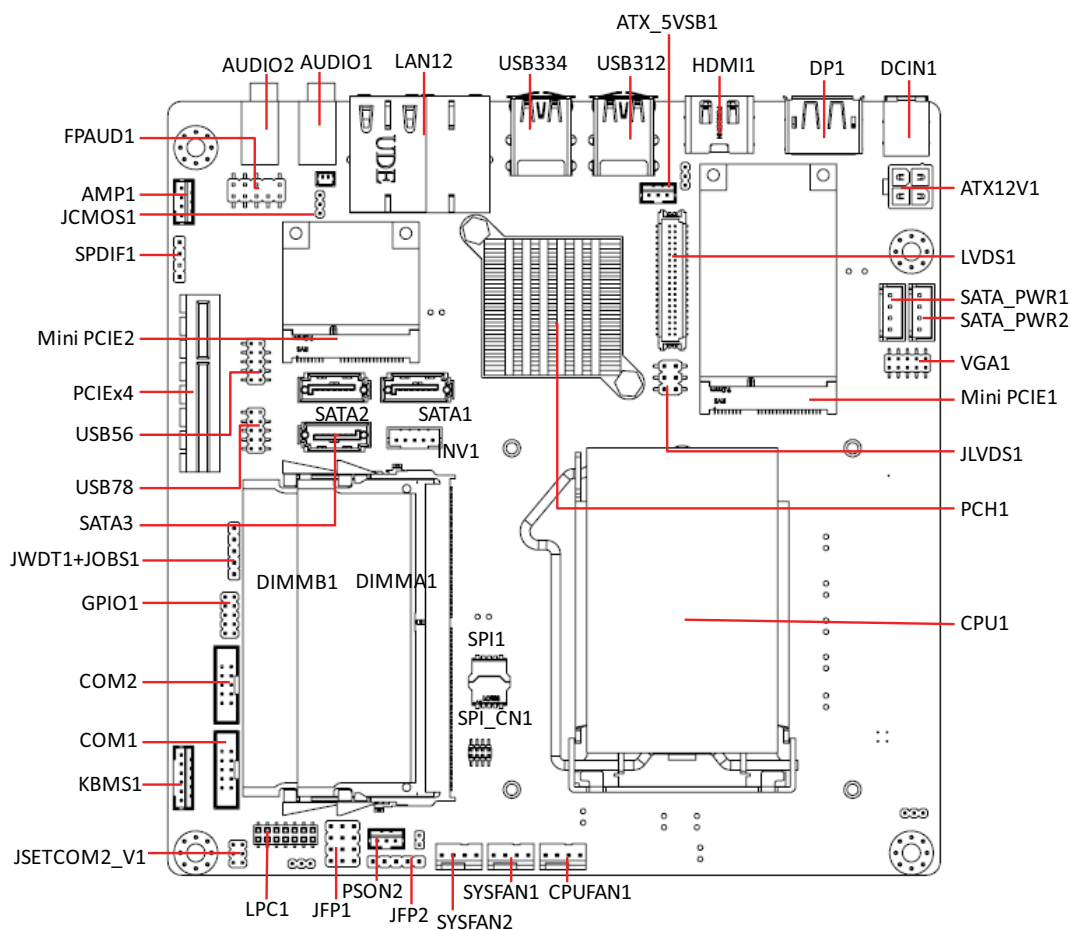 ATX_5VSB1
AUDIO2
AUDIO1
LAN12
USB334
USB312
HDMI1
DP1
DCIN1
FPAUD1
UDE
AMP1
ATX12V1
JCMOS1
SPDIF1
LVDS1
SATA_PWR1
SATA_PWR2
Mini PCIE2
VGA1
PCIEx4
Mini PCIE1
SATA2
SATA1
USB56
INV1
JLVDS1
USB78
SATA3
PCH1
JWDT1+JOBS1
DIMMB1
DIMMA1
GPIO1
CPU1
SPI1
COM2
SPI_CN1
COM1
KBMS1
JSETCOM2_V1
LPC1
JFP1
PSON2
JFP2
SYSFAN2
SYSFAN1
CPUFAN1